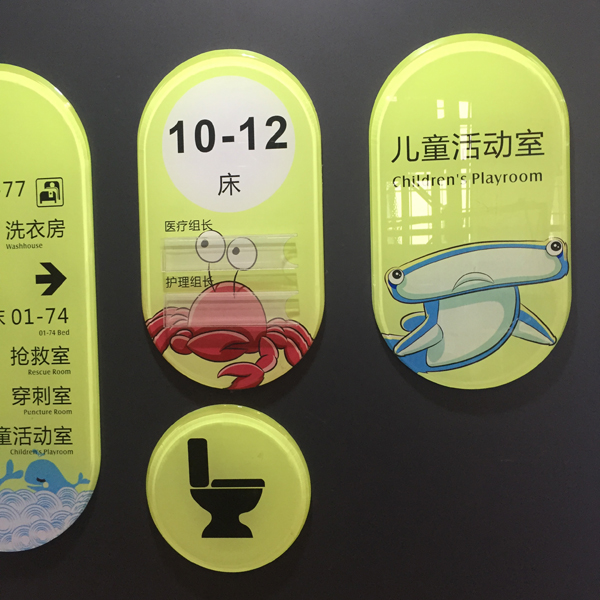 -77
洗衣房
Washhouse
床 01-74
01-74 Bed
抢救室
Rescue Room
穿刺室
Puncture Room
童活动室
Children's Playroom
10-12
床
医疗组长
护理组长
儿童活动室
Children's Playroom